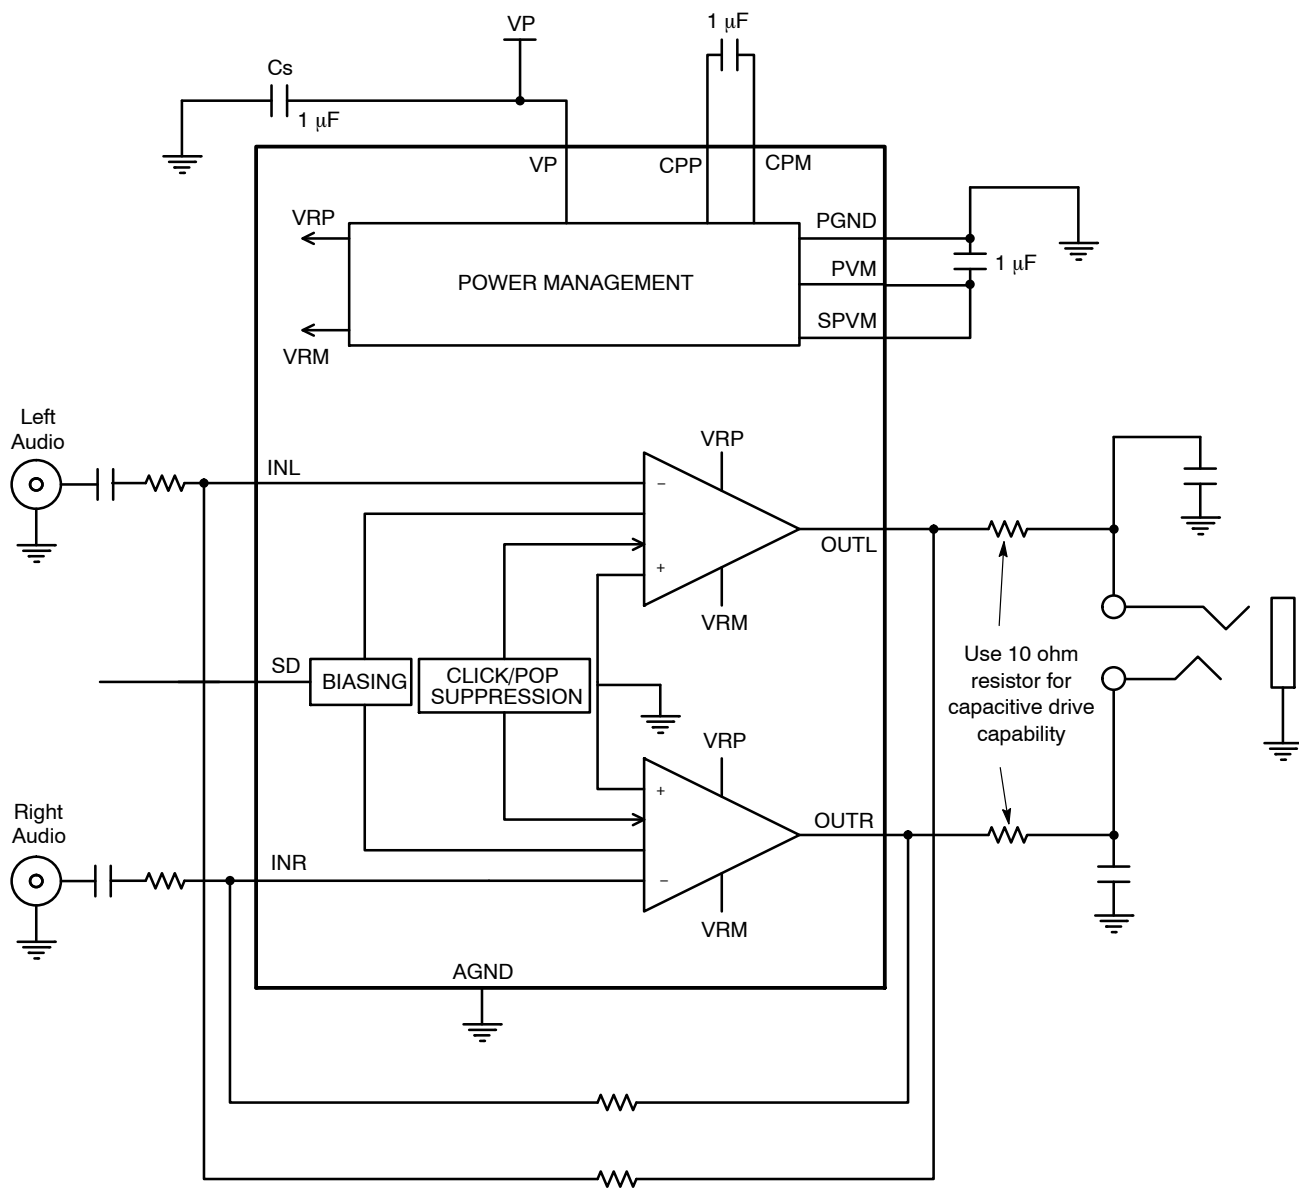 VP
1 μF
Cs
1 μF
VP
CPP
CPM
VRP
PGND
POWER MANAGEMENT
PVM
1 μF
SPVM
VRM
Left
Audio
VRP
INL
−
OUTL
+
VRM
SD
BIASING
CLICK/POP
SUPPRESSION
Use 10 ohm
resistor for
capacitive drive
capability
VRP
+
Right
Audio
OUTR
INR
−
VRM
AGND